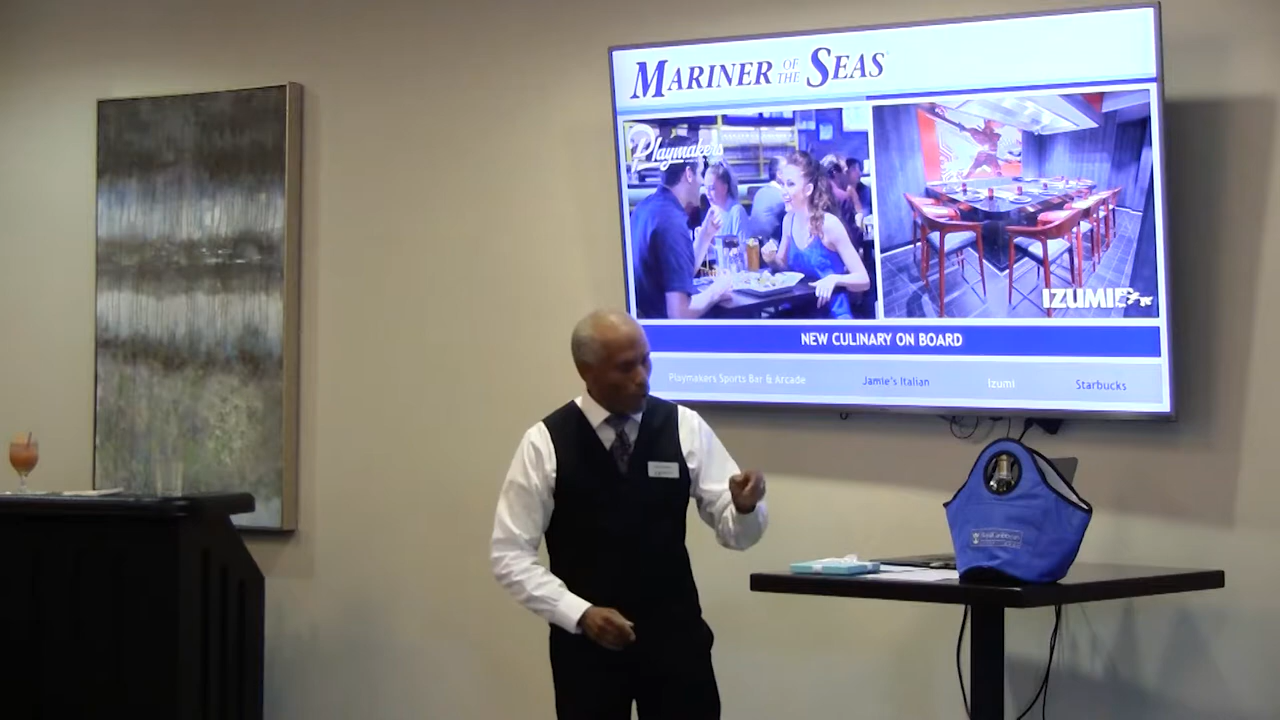 MARINER OF THE SEAS
Playmakers
IZUMI
NEW CULINARY ON BOARD
Playmakers Sports Bar & Arcade
Jamie's Italian
Izumi
Starbucks